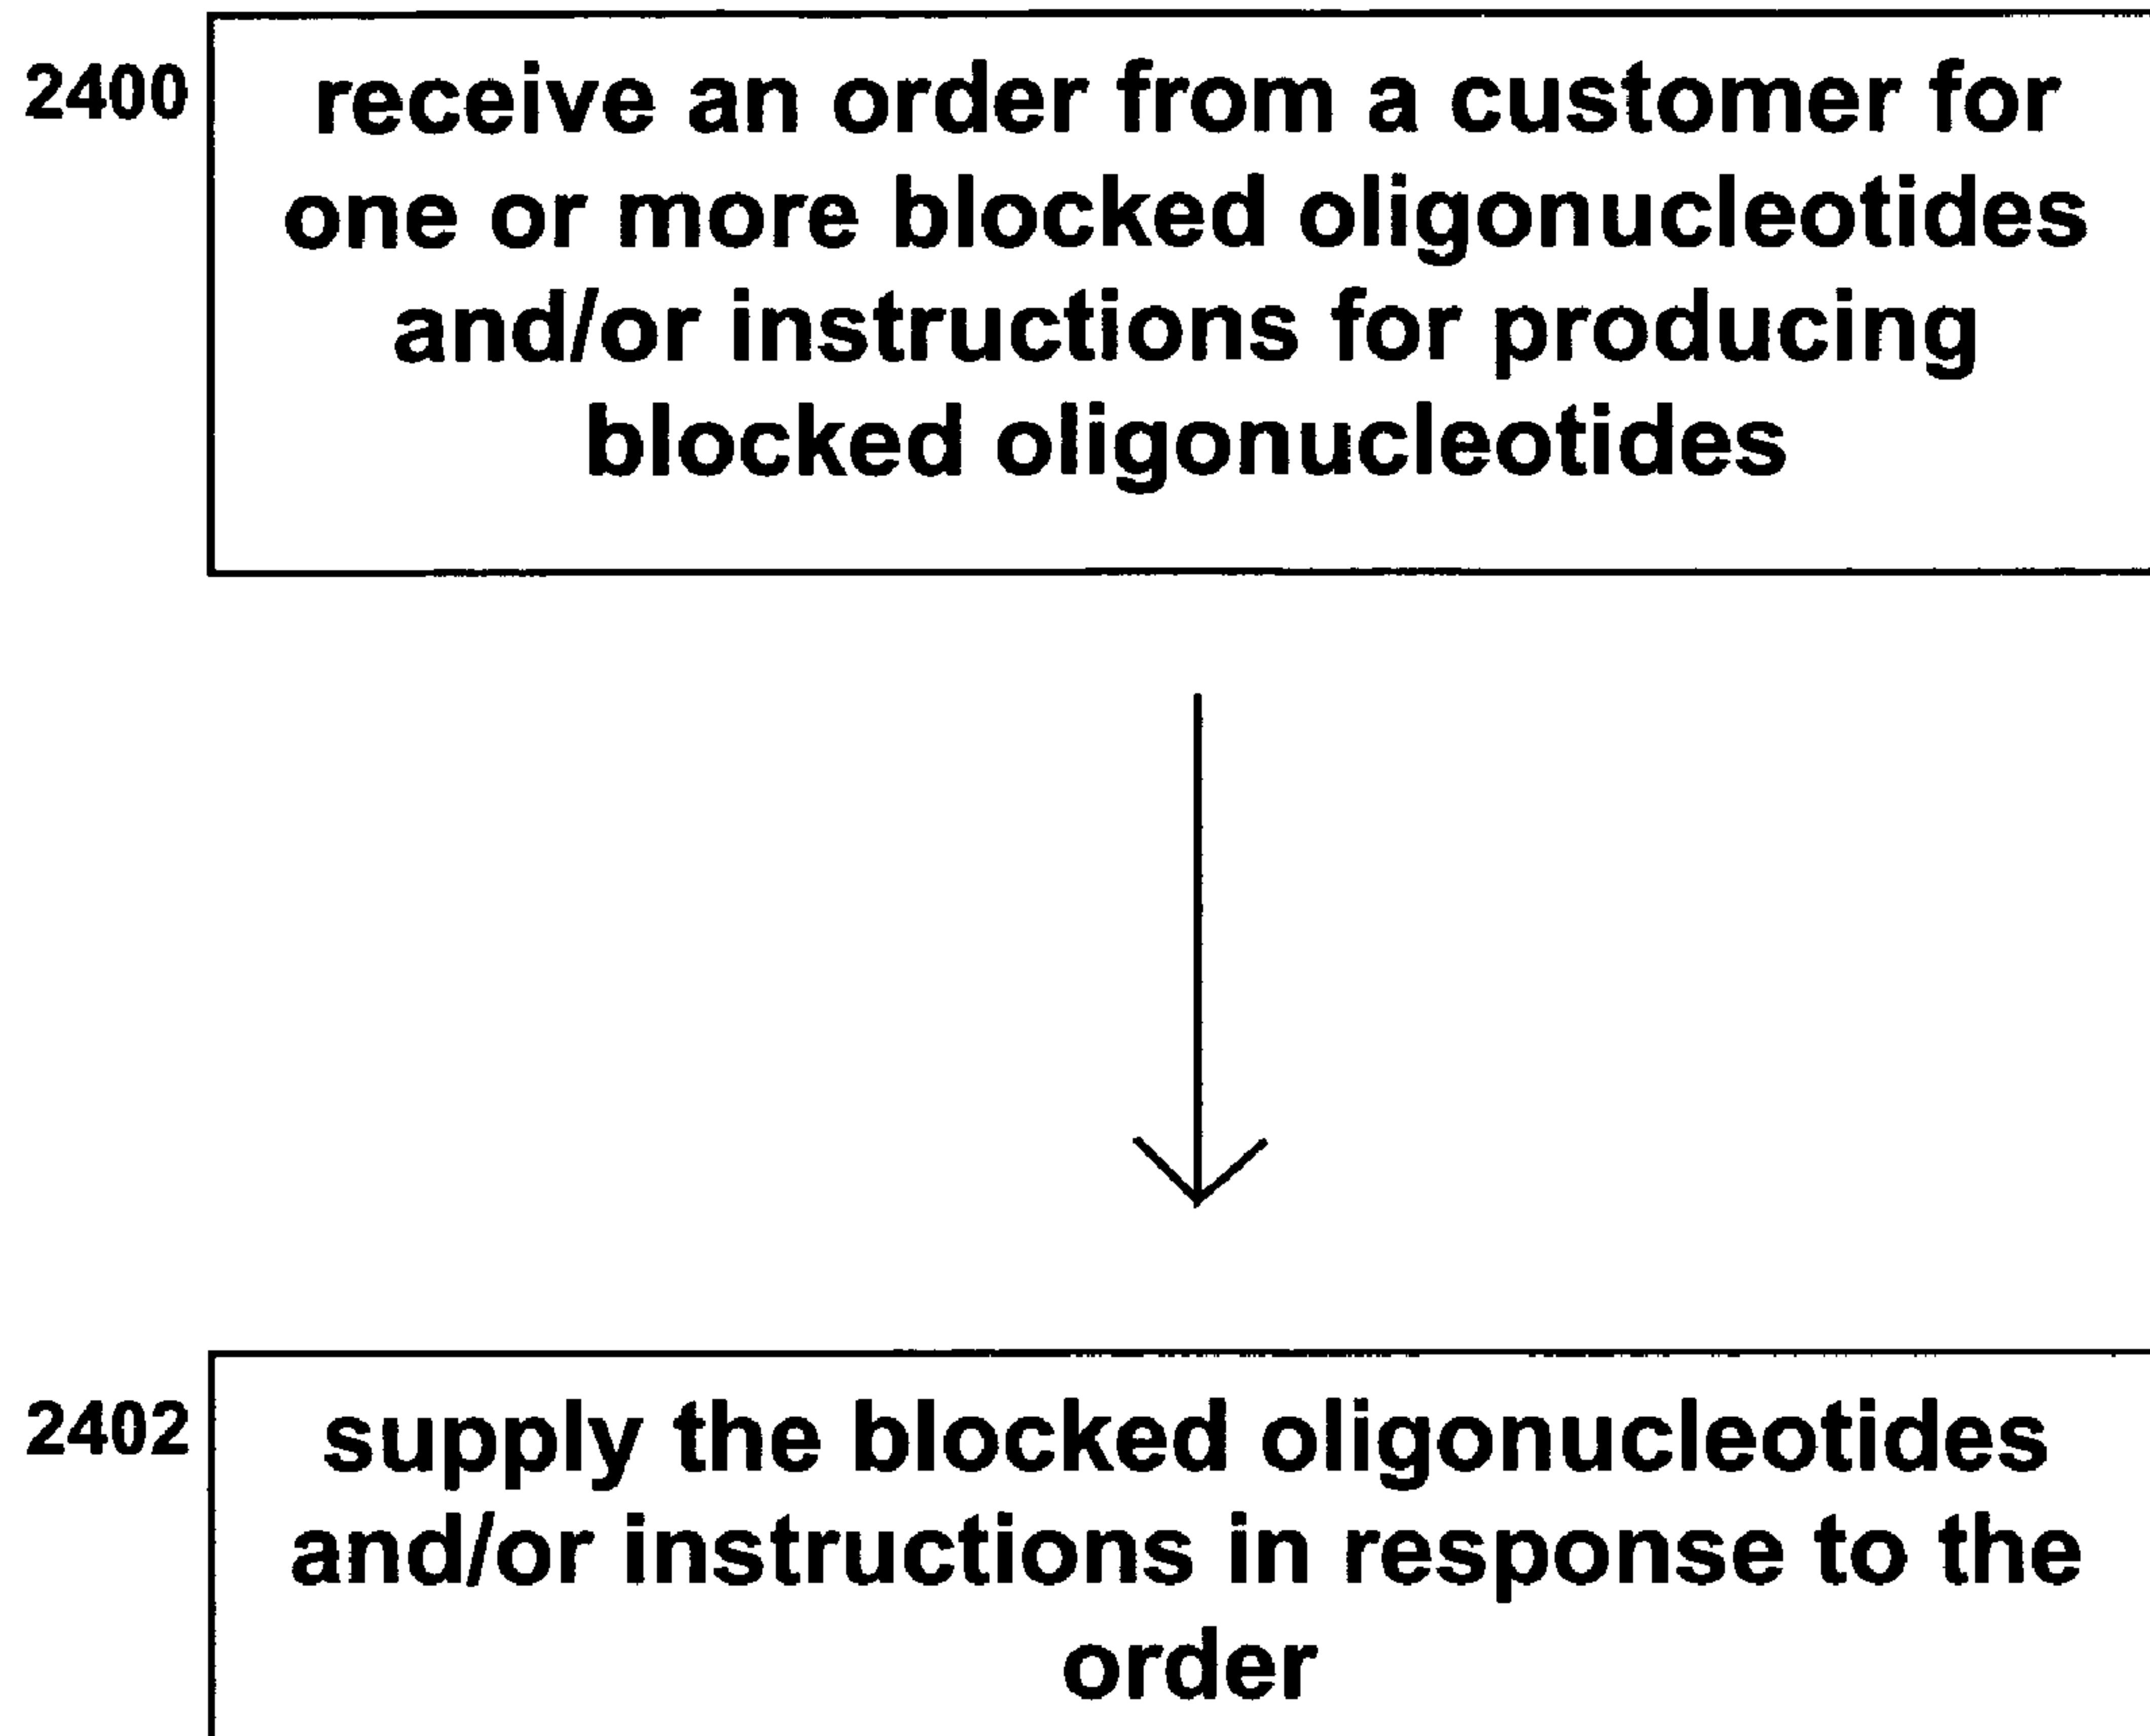 2400 receive an order from a customer for
one or more blocked oligonucleotides
and/or instructions for producing
blocked oligonucleotides
2402 supply the blocked oligonucleotides
and/or instructions in response to the
order